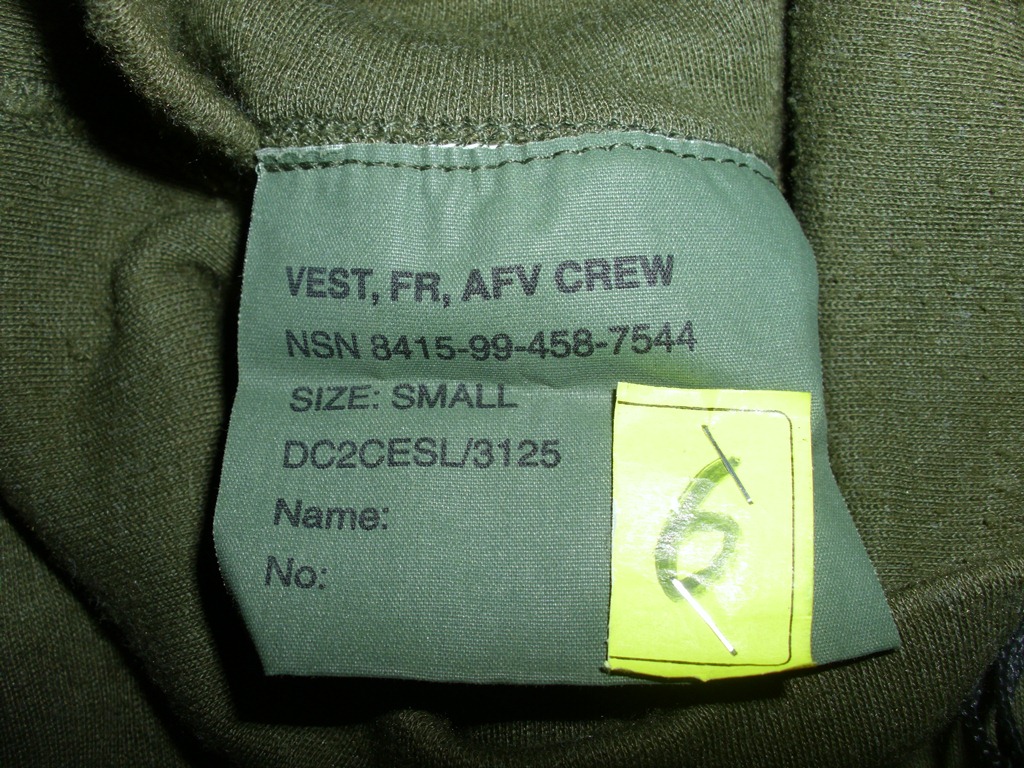 VEST, FR, AFV CREW
NSN 8415-99-458-7544
SIZE: SMALL
DC2CESL/3125
Name:
No:
6